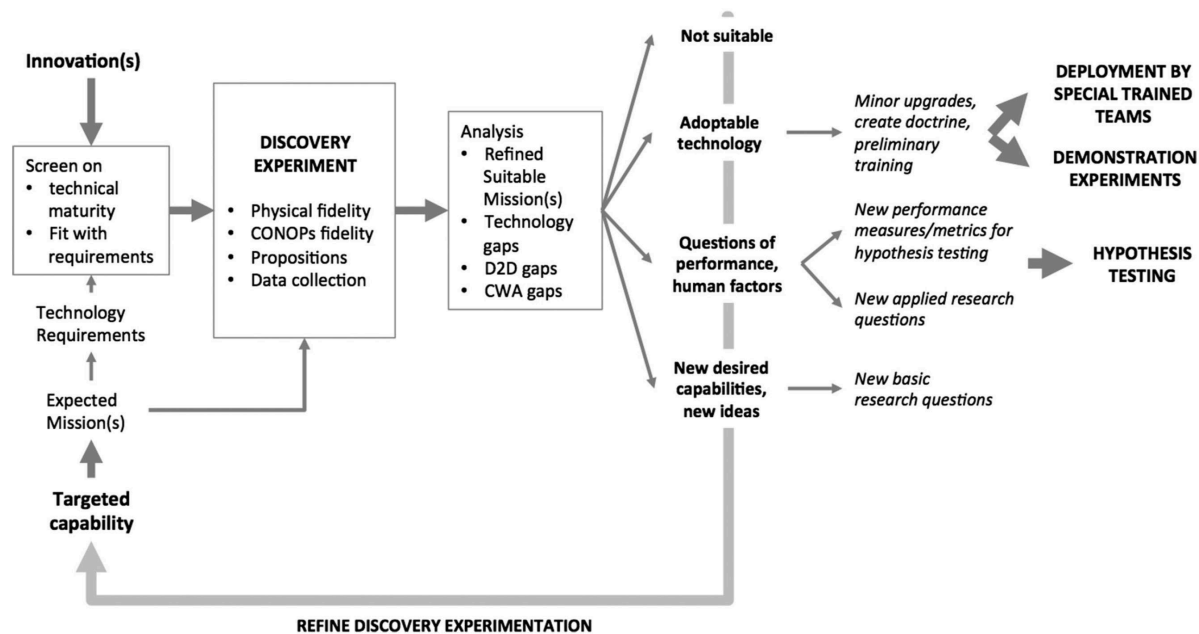 Innovation(s)
Screen on
• technical
maturity
• Fit with
requirements
Technology
Requirements
Expected
Mission(s)
Targeted
capability
DISCOVERY
EXPERIMENT
• Physical fidelity
• CONOPs fidelity
• Propositions
• Data collection
Analysis
• Refined
Suitable
Mission(s)
• Technology
gaps
• D2D gaps
• CWA gaps
Not suitable
Adoptable
technology
Questions of
performance,
human factors
New desired
capabilities,
new ideas
Minor upgrades,
create doctrine,
preliminary
training
New performance
measures/metrics for
hypothesis testing
New applied research
questions
New basic
research questions
DEPLOYMENT BY
SPECIAL TRAINED
TEAMS
DEMONSTRATION
EXPERIMENTS
HYPOTHESIS
TESTING
REFINE DISCOVERY EXPERIMENTATION